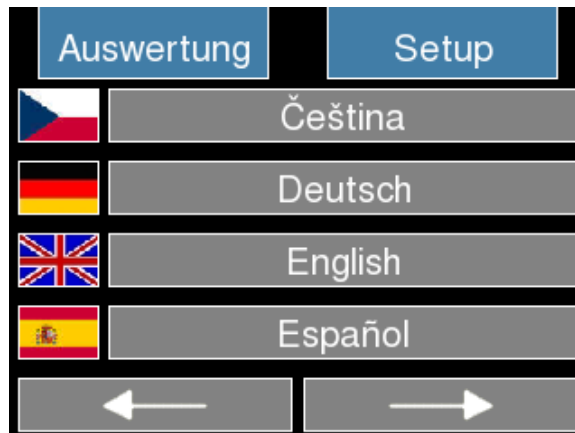 Auswertung Setup
Čeština
Deutsch
English
Español